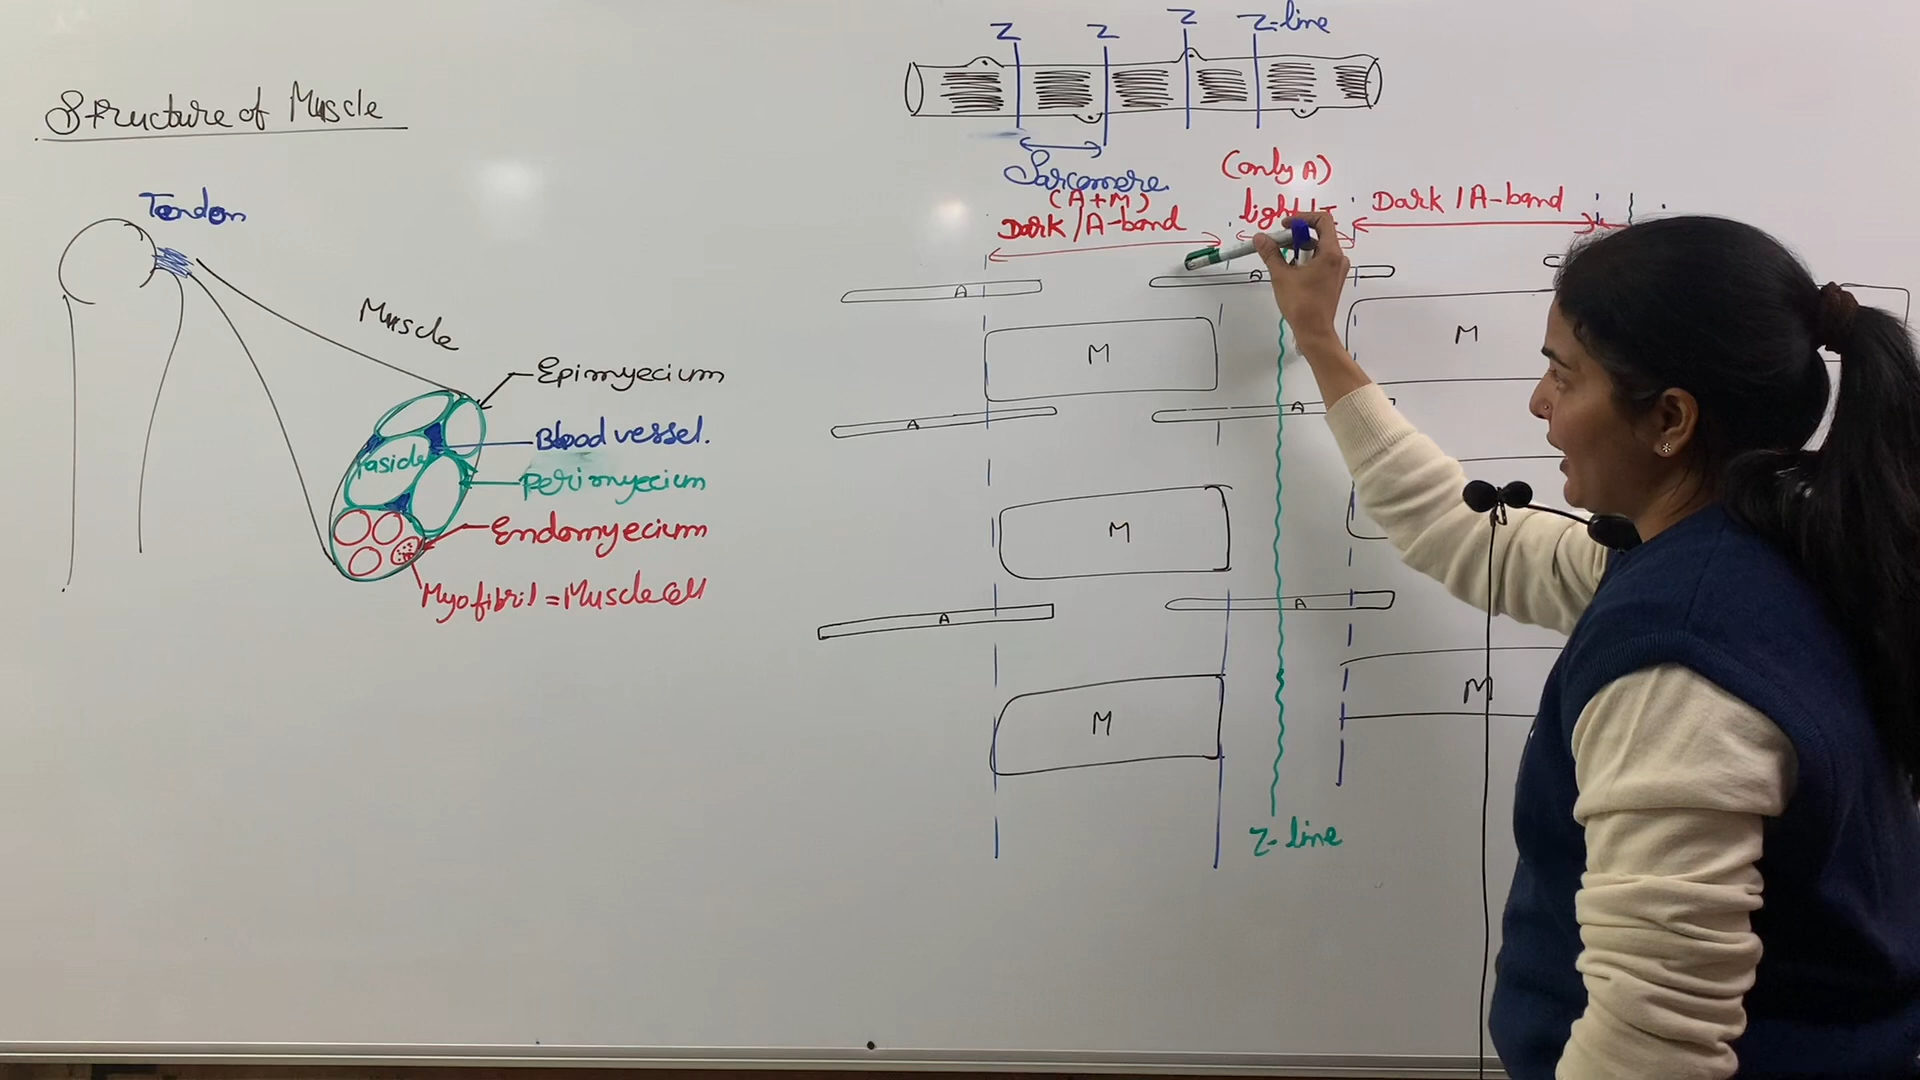 Structure of Muscle
Tendon
Muscle
Epimyecium
Blood vessel.
Perimyecium
Endomyecium
Myofibril = Muscle cell
Z
Z
Z
Z-line
Sarcomere
(A+M)
Dark /A-band
(only A)
light I
Dark /A-band
A
A
M
M
A
A
M
A
A
M
M
Z-line